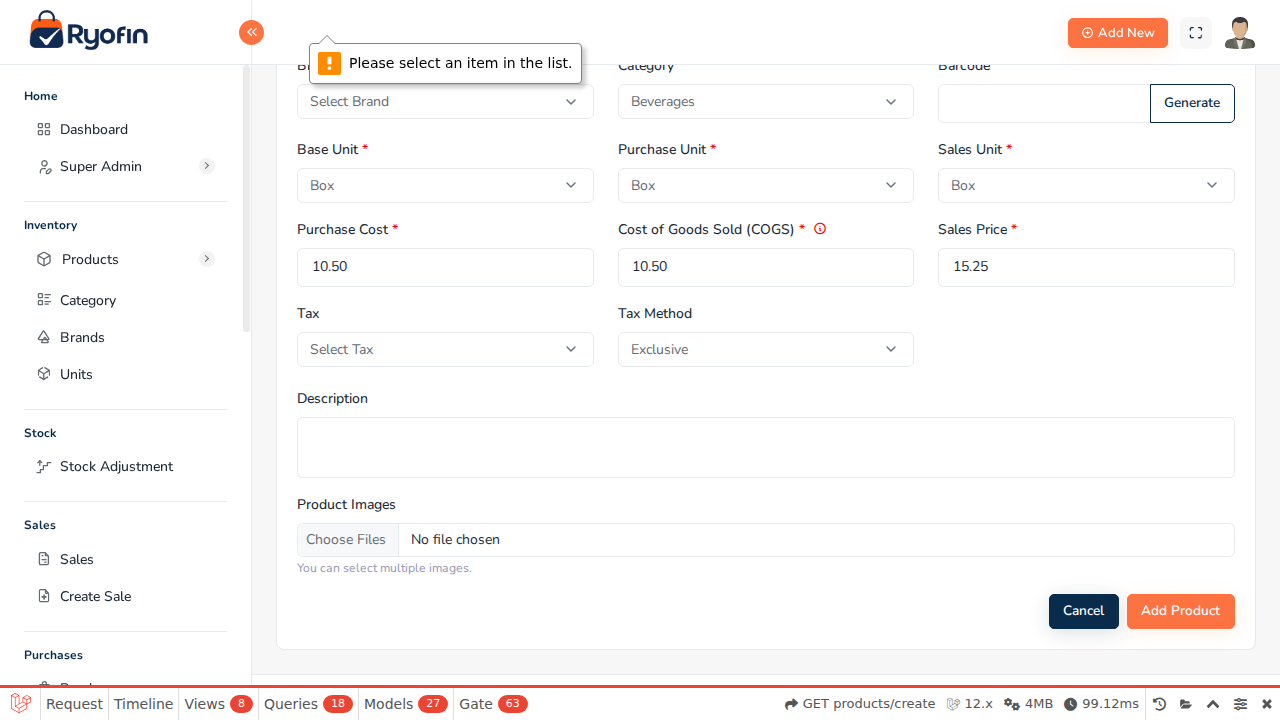 Ryofin
Add New
Please select an item in the list.
Category
Barcode
Home
Select Brand
Beverages
Generate
Dashboard
Super Admin
Base Unit *
Purchase Unit *
Sales Unit *
Box
Box
Box
Inventory
Purchase Cost *
Cost of Goods Sold (COGS) *
Sales Price *
Products
10.50
10.50
15.25
Category
Tax
Tax Method
Brands
Select Tax
Exclusive
Units
Description
Stock
Stock Adjustment
Product Images
Sales
Choose Files
No file chosen
Sales
You can select multiple images.
Create Sale
Cancel
Add Product
Purchases
Request
Timeline
Views 8
Queries 18
Models 27
Gate 63
GET products/create
12.x
4MB
99.12ms